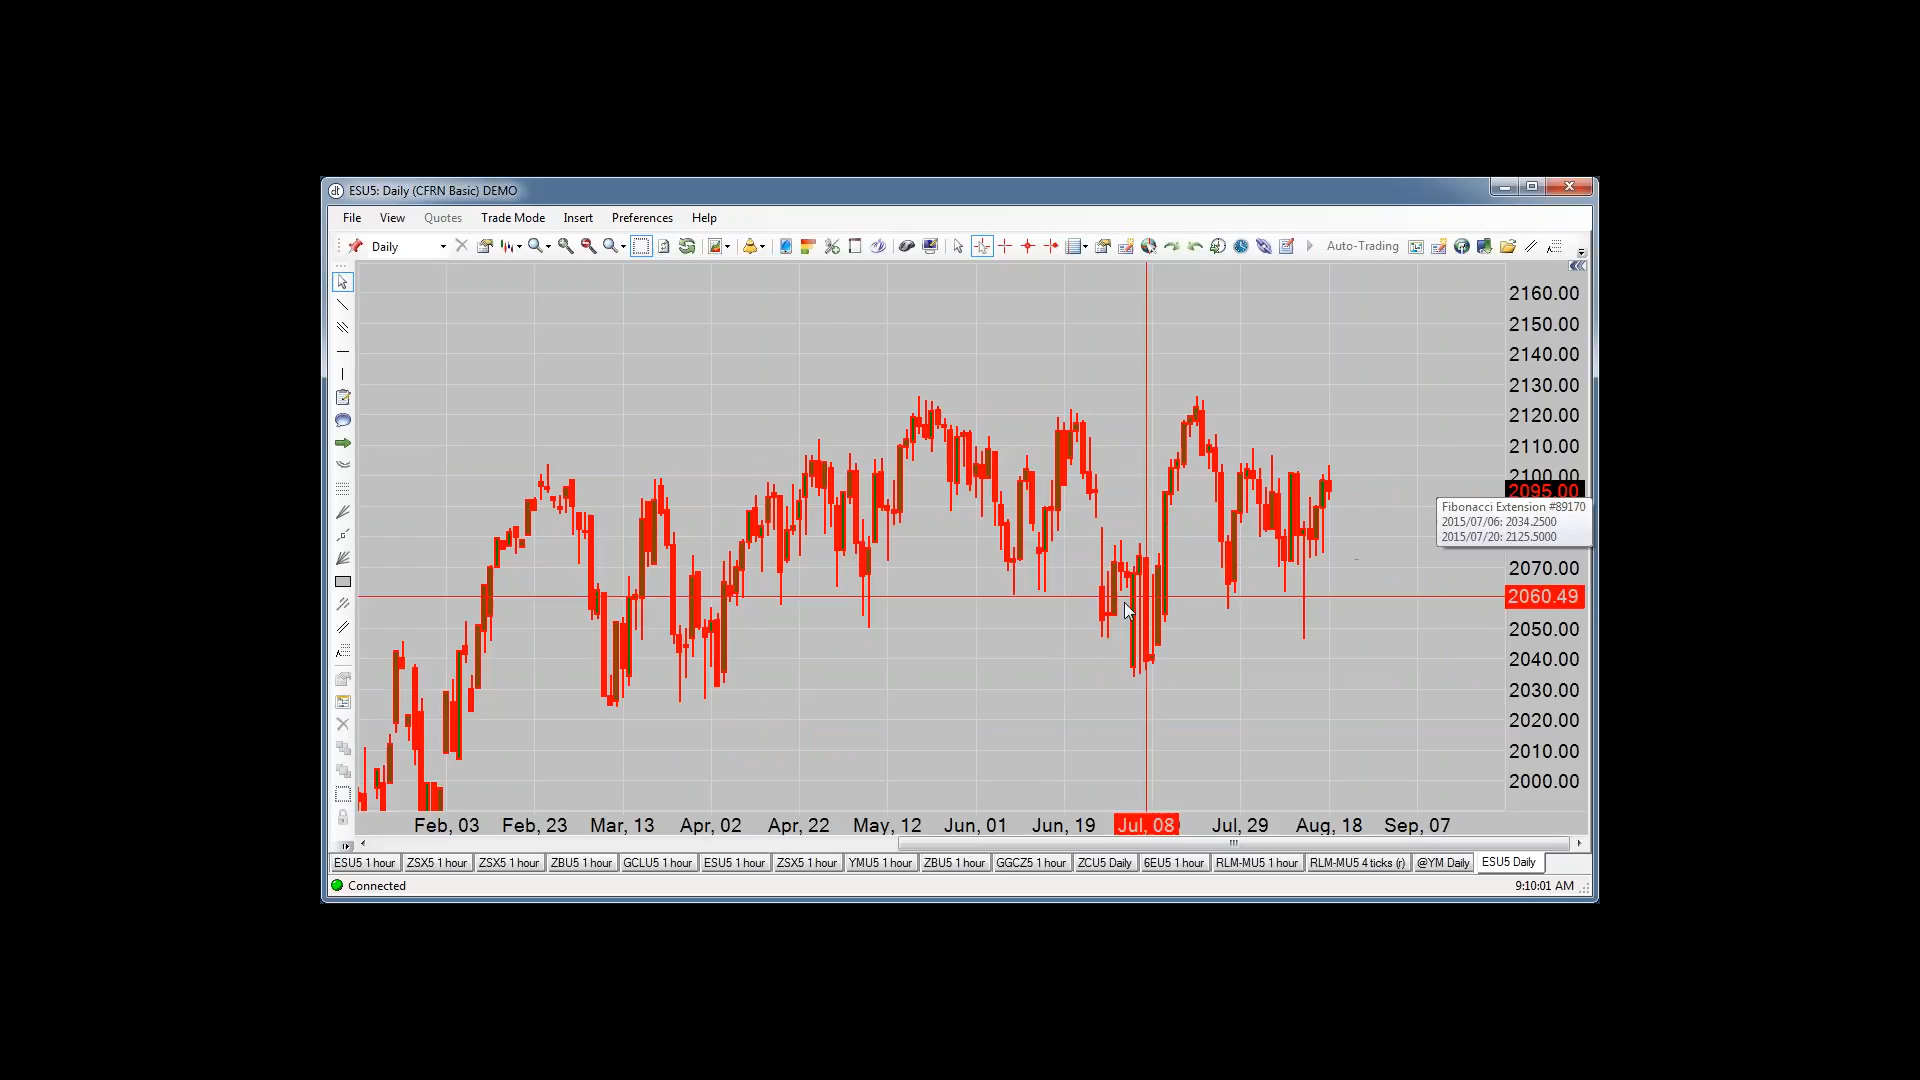 ESU5: Daily (CFRN Basic) DEMO
File View Quotes Trade Mode Insert Preferences Help
Daily Auto-Trading
2160.00
2150.00
2140.00
2130.00
2120.00
2110.00
2100.00
2095.00
Fibonacci Extension #89170
2015/07/06: 2034.2500
2015/07/20: 2125.5000
2070.00
2060.49
2050.00
2040.00
2030.00
2020.00
2010.00
2000.00
Feb, 03 Feb, 23 Mar, 13 Apr, 02 Apr, 22 May, 12 Jun, 01 Jun, 19 Jul, 08 Jul, 29 Aug, 18 Sep, 07
ESU5 1 hour ZSX5 1 hour ZSX5 1 hour ZBU5 1 hour GCLU5 1 hour ESU5 1 hour ZSX5 1 hour YMU5 1 hour ZBU5 1 hour GGCZ5 1 hour ZCU5 Daily 6EU5 1 hour RLM-MU5 1 hour RLM-MU5 4 ticks (r) @YM Daily ESU5 Daily
Connected 9:10:01 AM